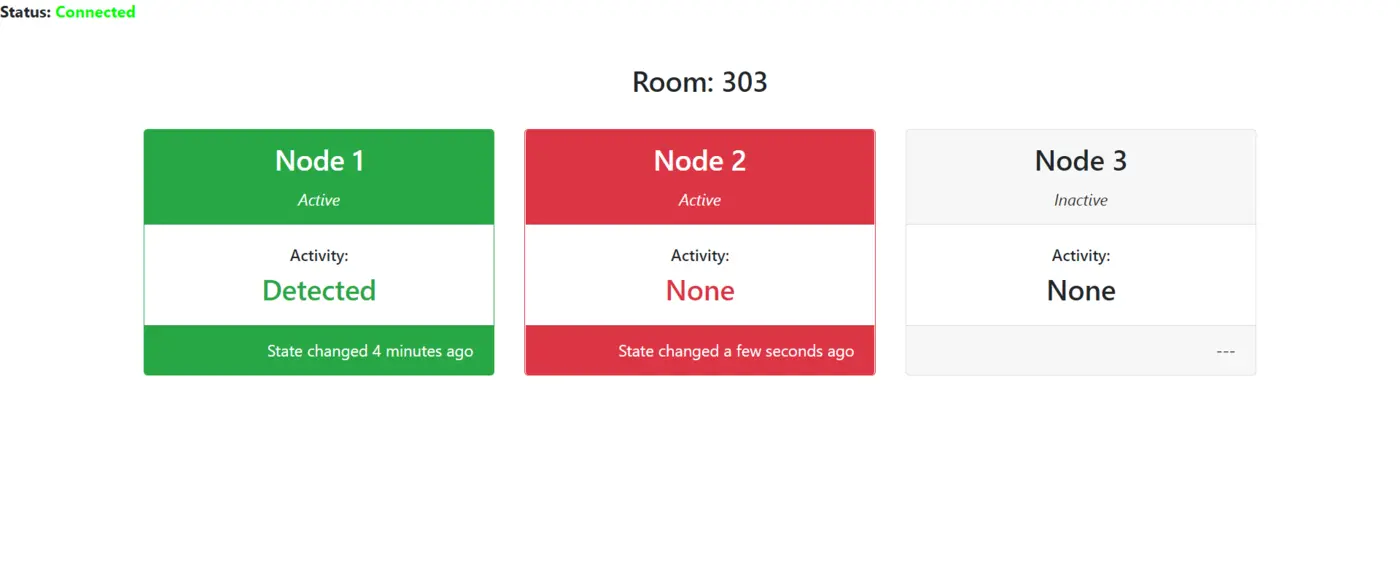 Status: Connected
Room: 303
Node 1
Active
Activity:
Detected
State changed 4 minutes ago
Node 2
Active
Activity:
None
State changed a few seconds ago
Node 3
Inactive
Activity:
None
---